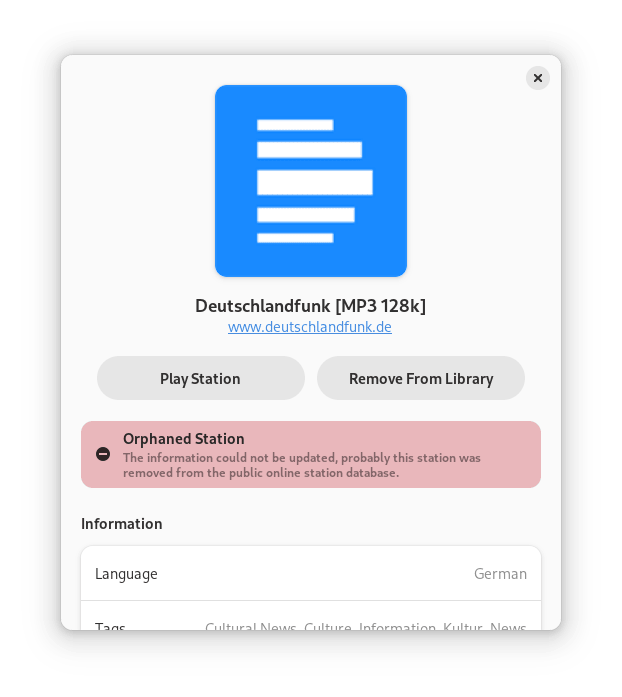 Deutschlandfunk [MP3 128k]
www.deutschlandfunk.de
Play Station
Remove From Library
Orphaned Station
The information could not be updated, probably this station was
removed from the public online station database.
Information
Language
German
Tags
Cultural News, Culture, Information, Kultur, News